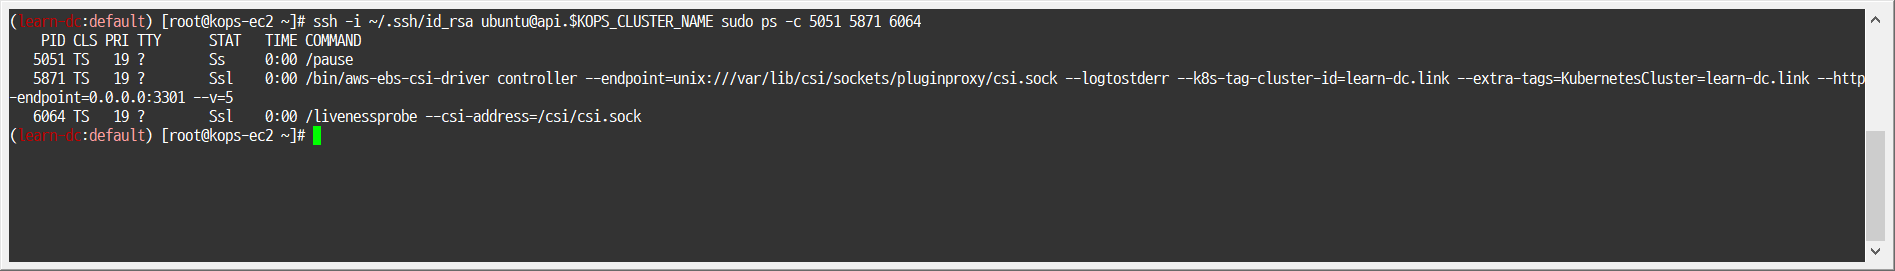 (learn-dc:default) [root@kops-ec2 ~]# ssh -i ~/.ssh/id_rsa ubuntu@api.$KOPS_CLUSTER_NAME sudo ps -c 5051 5871 6064
PID CLS PRI TTY STAT TIME COMMAND
5051 TS 19 ? Ss 0:00 /pause
5871 TS 19 ? Ssl 0:00 /bin/aws-ebs-csi-driver controller --endpoint=unix:///var/lib/csi/sockets/pluginproxy/csi.sock --logtostderr --k8s-tag-cluster-id=learn-dc.link --extra-tags=KubernetesCluster=learn-dc.link --http
-endpoint=0.0.0.0:3301 --v=5
6064 TS 19 ? Ssl 0:00 /livenessprobe --csi-address=/csi/csi.sock
(learn-dc:default) [root@kops-ec2 ~]#